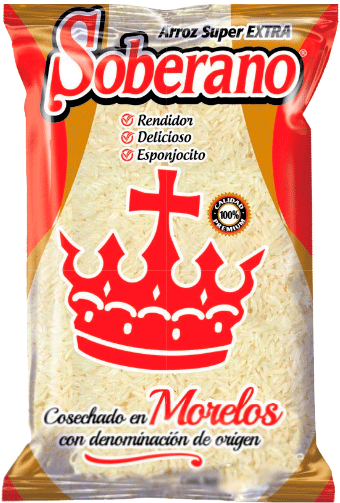 Arroz Super EXTRA
Soberano®
Rendidor
Delicioso
Esponjocito
CALIDAD
100%
PREMIUM
Cosechado en Morelos
con denominación de origen